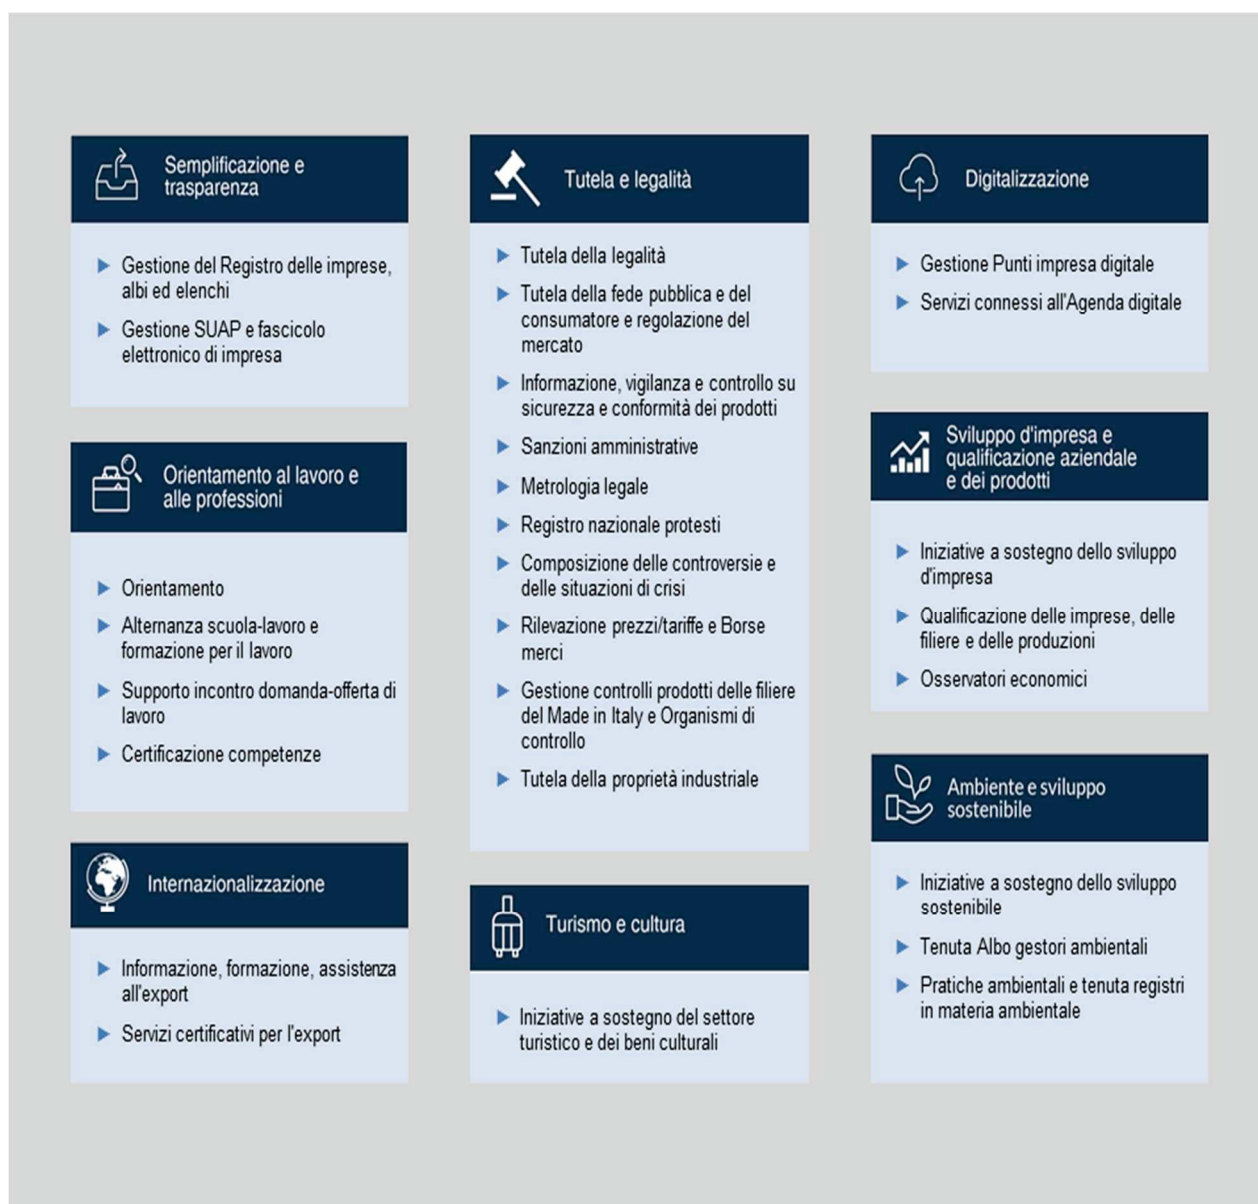 Semplificazione e
trasparenza
Gestione del Registro delle imprese,
albi ed elenchi
Gestione SUAP e fascicolo
elettronico di impresa
Orientamento al lavoro e
alle professioni
Orientamento
Alternanza scuola-lavoro e
formazione per il lavoro
Supporto incontro domanda-offerta di
lavoro
Certificazione competenze
Internazionalizzazione
Informazione, formazione, assistenza
all'export
Servizi certificativi per l'export
Tutela e legalità
Tutela della legalità
Tutela della fede pubblica e del
consumatore e regolazione del
mercato
Informazione, vigilanza e controllo su
sicurezza e conformità dei prodotti
Sanzioni amministrative
Metrologia legale
Registro nazionale protesti
Composizione delle controversie e
delle situazioni di crisi
Rilevazione prezzi/tariffe e Borse
merci
Gestione controlli prodotti delle filiere
del Made in Italy e Organismi di
controllo
Tutela della proprietà industriale
Turismo e cultura
Iniziative a sostegno del settore
turistico e dei beni culturali
Digitalizzazione
Gestione Punti impresa digitale
Servizi connessi all'Agenda digitale
Sviluppo d'impresa e
qualificazione aziendale
e dei prodotti
Iniziative a sostegno dello sviluppo
d'impresa
Qualificazione delle imprese, delle
filiere e delle produzioni
Osservatori economici
Ambiente e sviluppo
sostenibile
Iniziative a sostegno dello sviluppo
sostenibile
Tenuta Albo gestori ambientali
Pratiche ambientali e tenuta registri
in materia ambientale